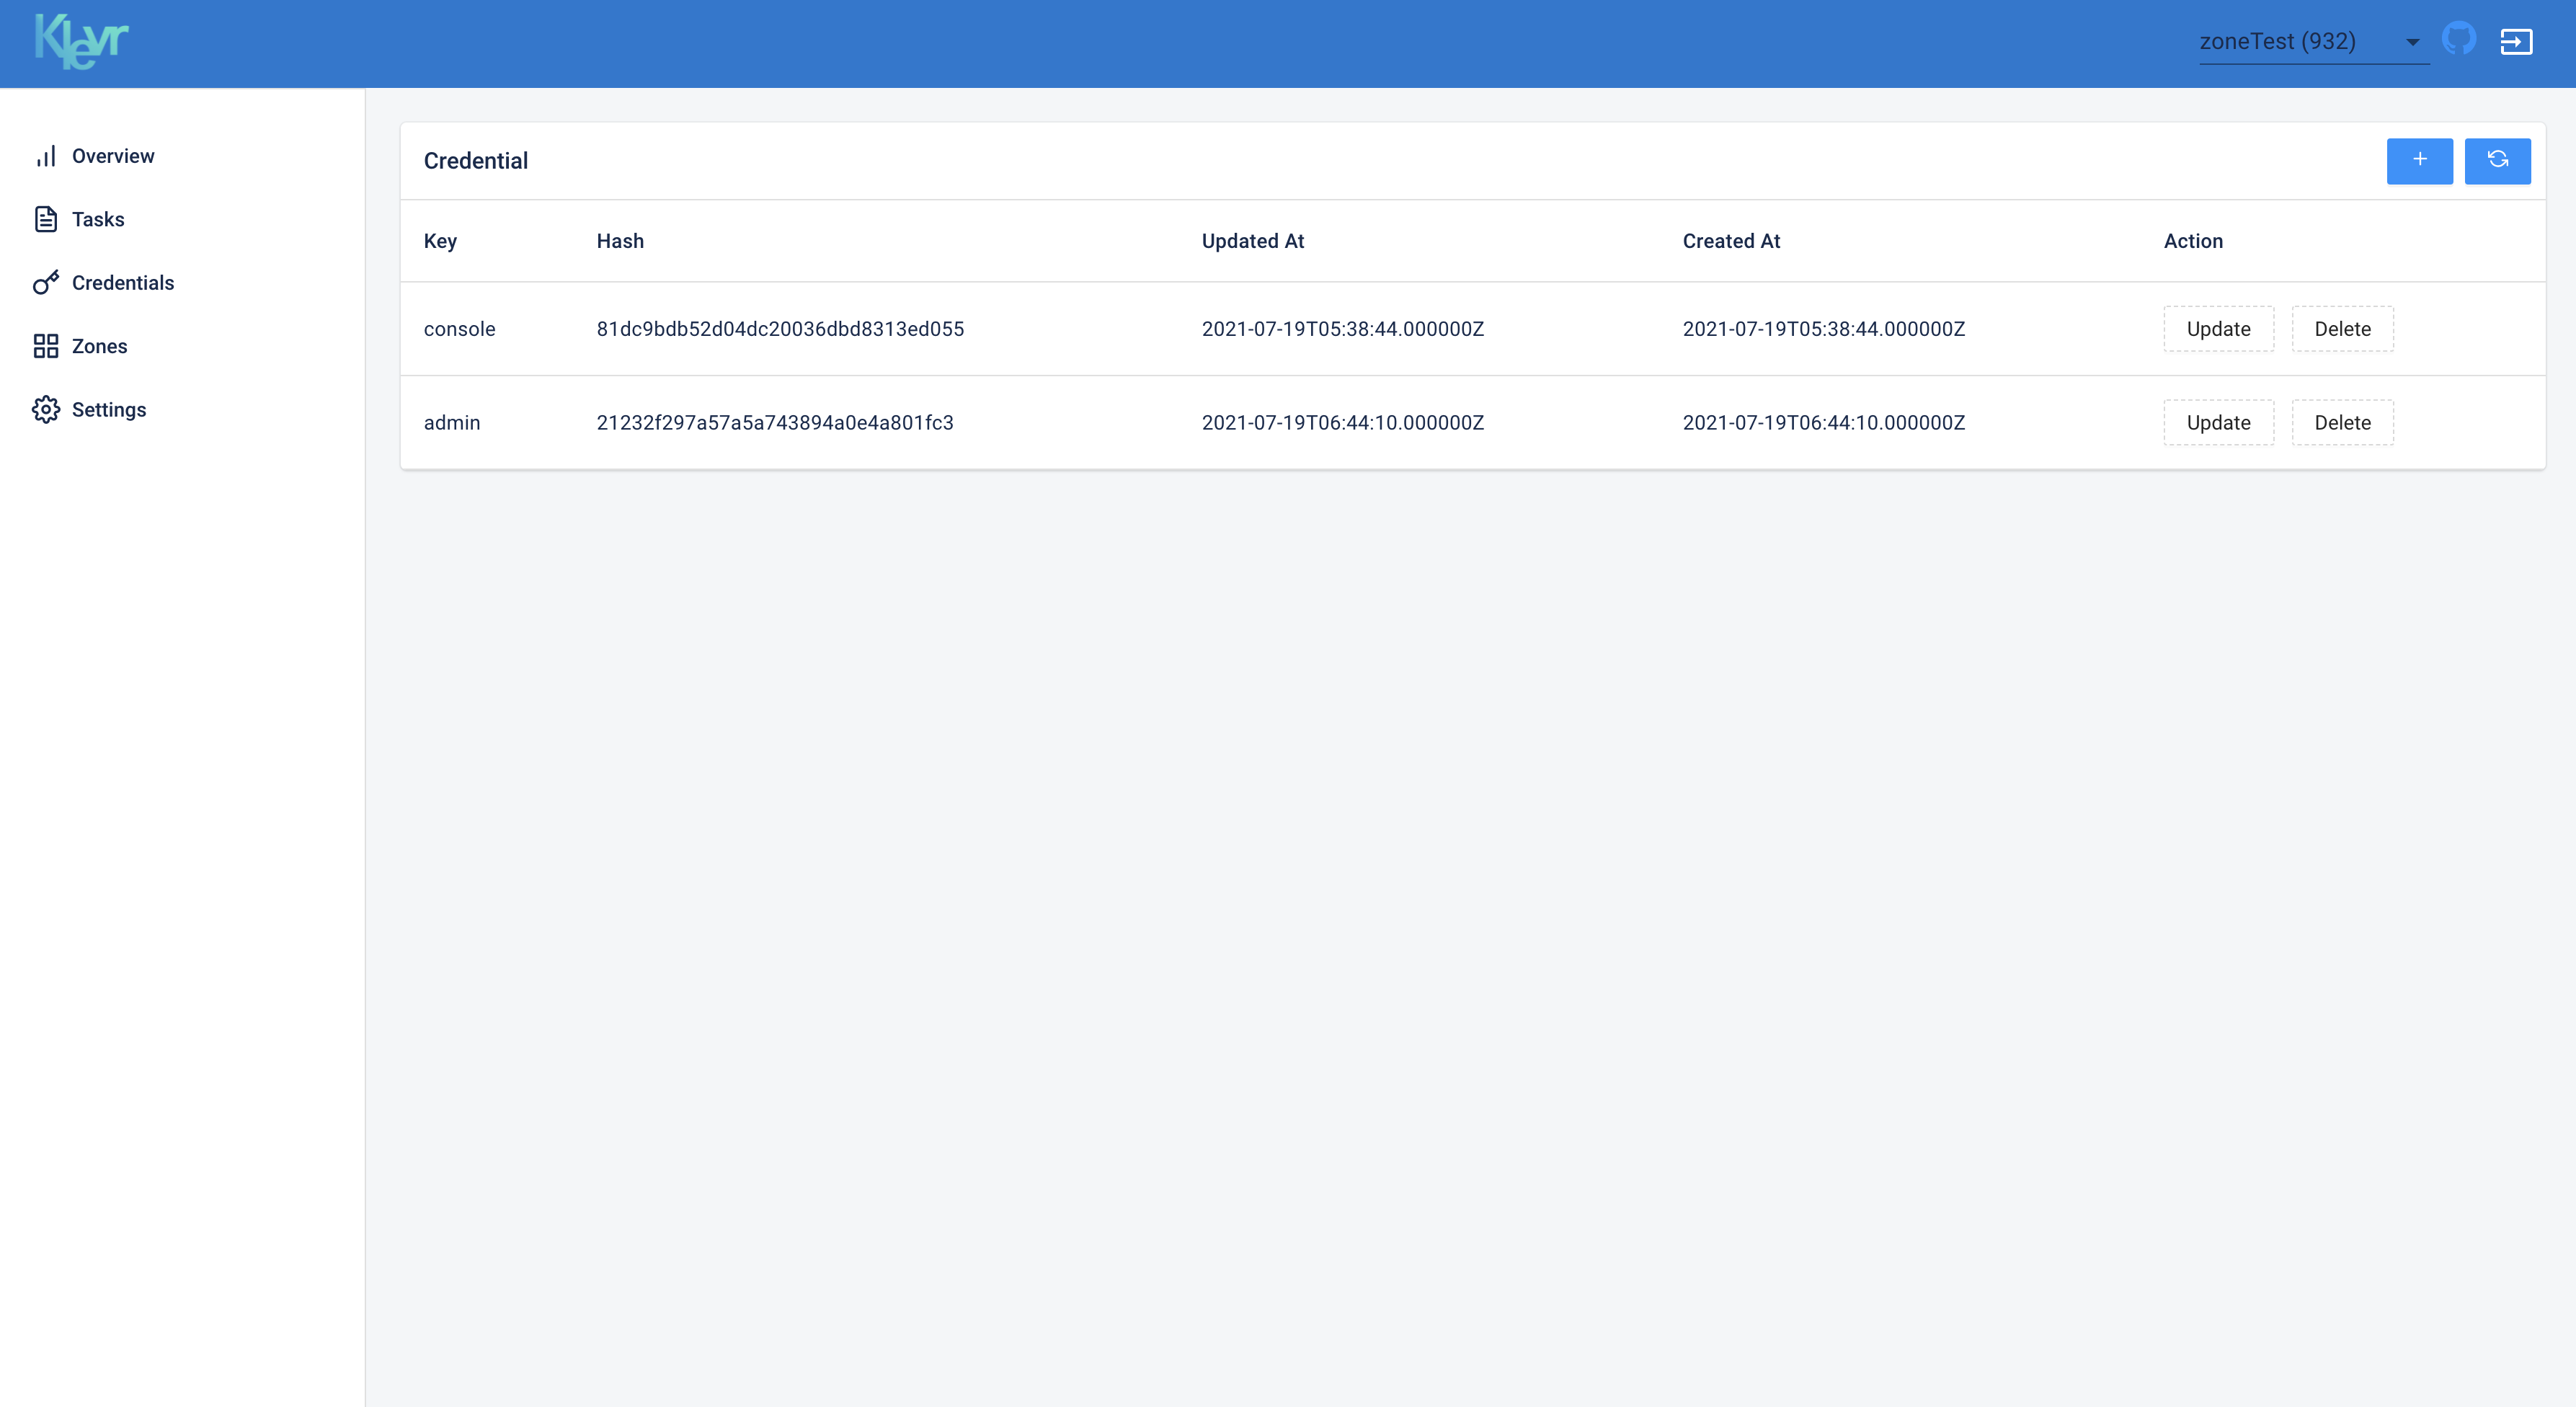 Klevr
zoneTest (932)
Overview
Tasks
Credentials
Zones
Settings
Credential
Key Hash Updated At Created At Action
console 81dc9bdb52d04dc20036dbd8313ed055 2021-07-19T05:38:44.000000Z 2021-07-19T05:38:44.000000Z Update Delete
admin 21232f297a57a5a743894a0e4a801fc3 2021-07-19T06:44:10.000000Z 2021-07-19T06:44:10.000000Z Update Delete